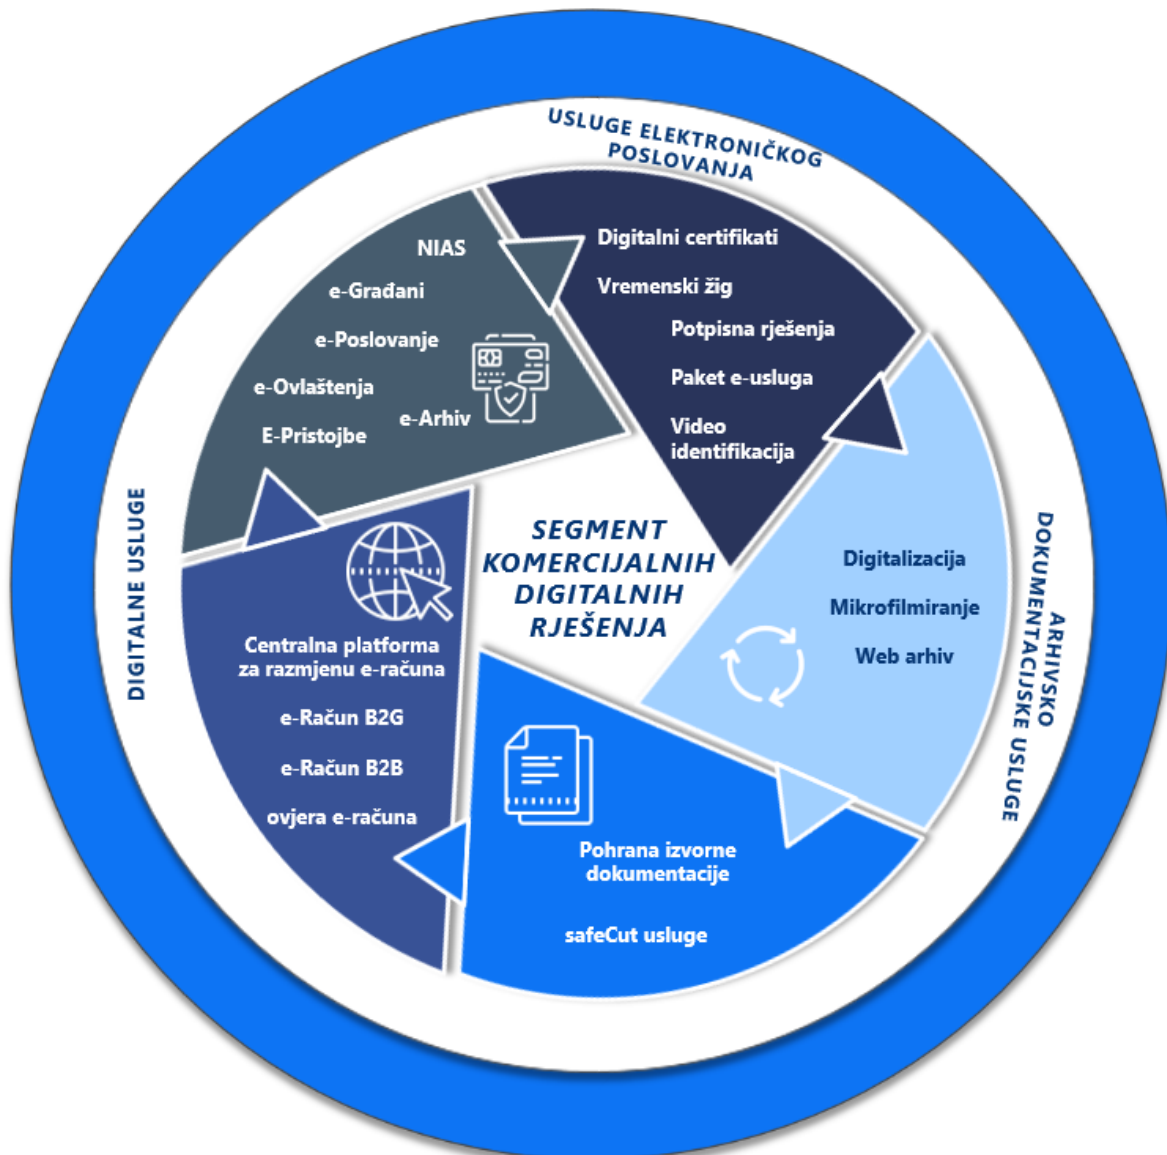 USLUGE ELEKTRONIČKOG
POSLOVANJA
NIAS
e-Građani
e-Poslovanje
e-Ovlaštenja
e-Arhiv
E-Pristojbe
Digitalni certifikati
Vremenski žig
Potpisna rješenja
Paket e-usluga
Video
identifikacija
DIGITALNE USLUGE
SEGMENT
KOMERCIJALNIH
DIGITALNIH
RJEŠENJA
ARHIVSKO
DOKUMENTACIJSKE USLUGE
Digitalizacija
Mikrofilmiranje
Web arhiv
Centralna platforma
za razmjenu e-računa
e-Račun B2G
e-Račun B2B
ovjera e-računa
Pohrana izvorne
dokumentacije
safeCut usluge